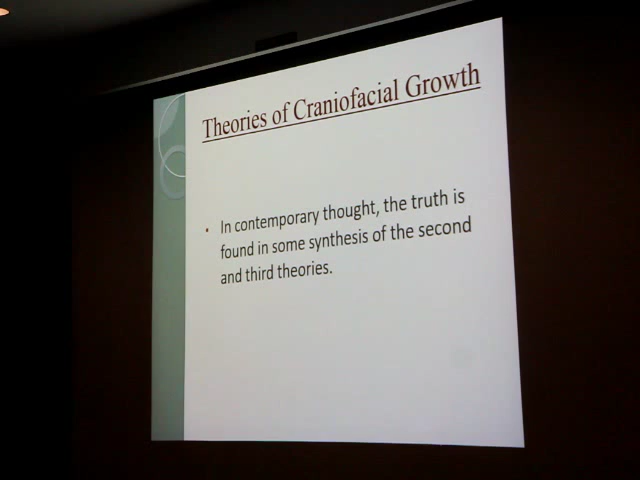 Theories of Craniofacial Growth
• In contemporary thought, the truth is
found in some synthesis of the second
and third theories.